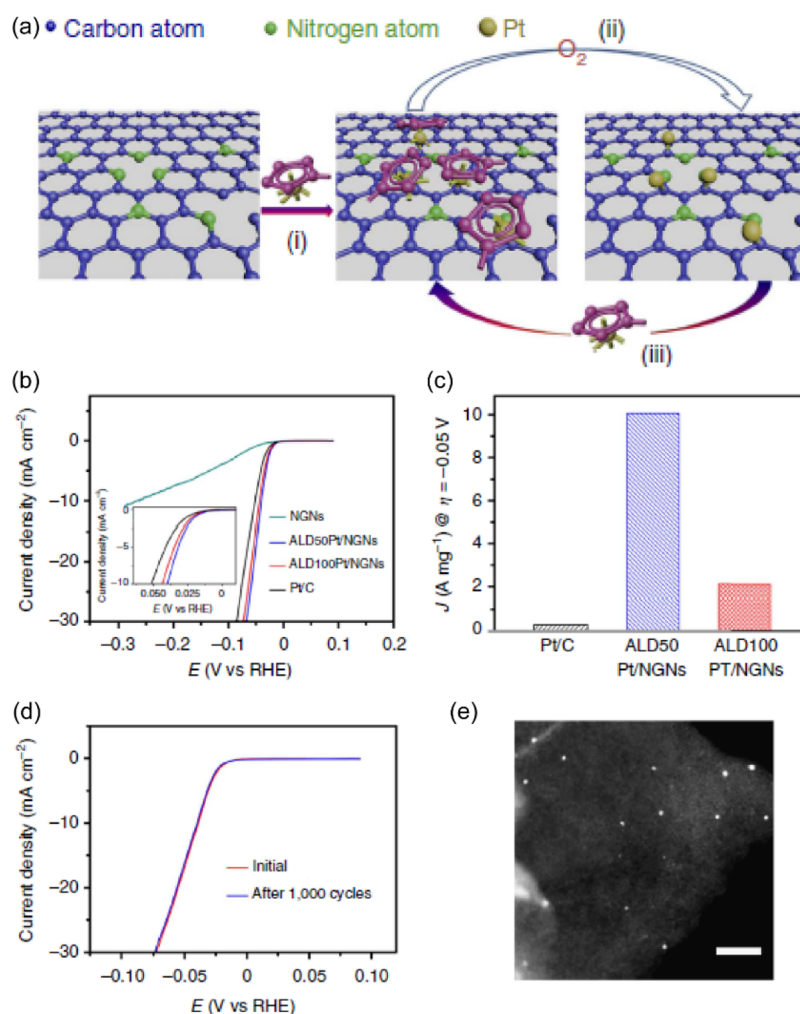 (a)
Carbon atom
Nitrogen atom
Pt
O₂
(ii)
(i)
(iii)
(b)
Current density (mA cm⁻²)
0
−10
−20
−30
−0.3
−0.2
−0.1
0
0.1
0.2
E (V vs RHE)
NGNs
ALD50Pt/NGNs
ALD100Pt/NGNs
Pt/C
Current density (mA cm⁻²)
0
−5
−10
0.050
0.025
0
E (V vs RHE)
(c)
J (A mg⁻¹) @ η = −0.05 V
10
8
6
4
2
0
Pt/C
ALD50
Pt/NGNs
ALD100
PT/NGNs
(d)
Current density (mA cm⁻²)
0
−10
−20
−30
−0.10
−0.05
0
0.05
0.10
E (V vs RHE)
Initial
After 1,000 cycles
(e)